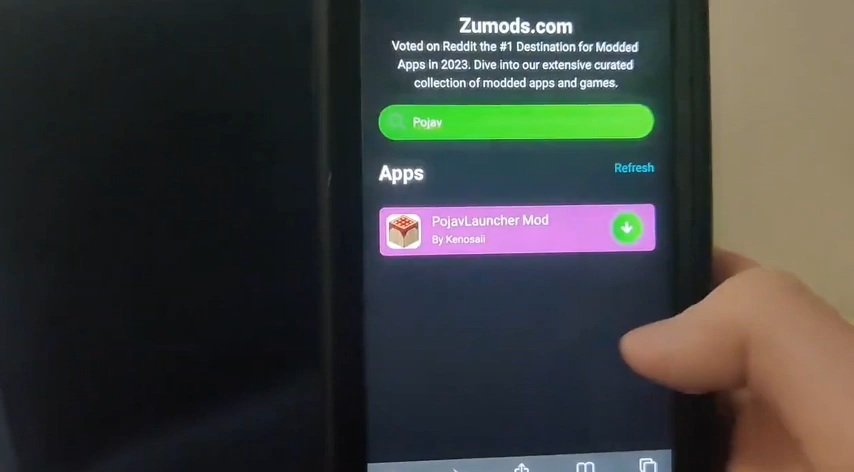 Zumods.com
Voted on Reddit the #1 Destination for Modded
Apps in 2023. Dive into our extensive curated
collection of modded apps and games.
Pojav
Apps
Refresh
PojavLauncher Mod
By Kenosaii